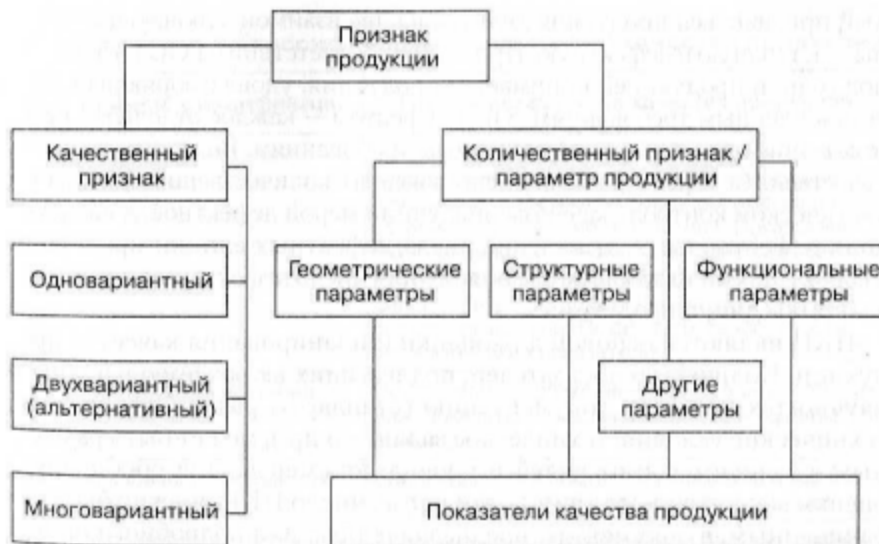 Признак
продукции
Качественный
признак
Количественный признак /
параметр продукции
Одновариантный
Геометрические
параметры
Структурные
параметры
Функциональные
параметры
Двухвариантный
(альтернативный)
Другие
параметры
Многовариантный
Показатели качества продукции